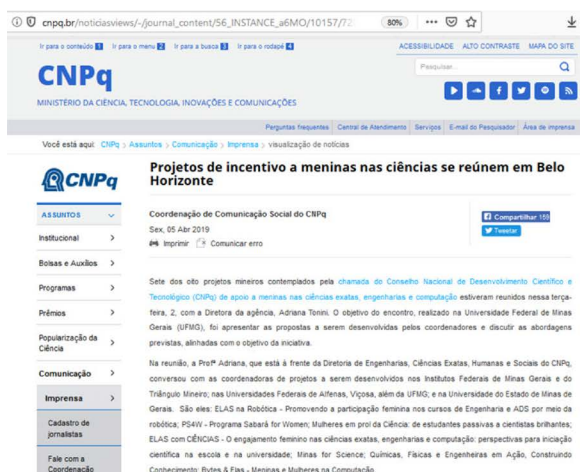 cnpq.br/noticiasviews/-/journal_content/56_INSTANCE_a6MO/10157/72
80%
Ir para o conteúdo 1 Ir para o menu 2 Ir para a busca 3 Ir para o rodapé 4
ACESSIBILIDADE ALTO CONTRASTE MAPA DO SITE
CNPq
Pesquisar...
MINISTÉRIO DA CIÊNCIA, TECNOLOGIA, INOVAÇÕES E COMUNICAÇÕES
Perguntas frequentes Central de Atendimento Serviços E-mail do Pesquisador Área de imprensa
Você está aqui: CNPq > Assuntos > Comunicação > Imprensa > visualização de notícias
CNPq
ASSUNTOS
Institucional
Bolsas e Auxílios
Programas
Prêmios
Popularização da
Ciência
Comunicação
Imprensa
Cadastro de
jornalistas
Fale com a
Coordenação
Projetos de incentivo a meninas nas ciências se reúnem em Belo
Horizonte
Coordenação de Comunicação Social do CNPq
Sex, 05 Abr 2019
Imprimir Comunicar erro
Compartilhar 159
Tweetar
Sete dos oito projetos mineiros contemplados pela chamada do Conselho Nacional de Desenvolvimento Científico e
Tecnológico (CNPq) de apoio a meninas nas ciências exatas, engenharias e computação estiveram reunidos nessa terça-
feira, 2, com a Diretora da agência, Adriana Tonini. O objetivo do encontro, realizado na Universidade Federal de Minas
Gerais (UFMG), foi apresentar as propostas a serem desenvolvidas pelos coordenadores e discutir as abordagens
previstas, alinhadas com o objetivo da iniciativa.
Na reunião, a Profª Adriana, que está à frente da Diretoria de Engenharias, Ciências Exatas, Humanas e Sociais do CNPq,
conversou com as coordenadoras de projetos a serem desenvolvidos nos Institutos Federais de Minas Gerais e do
Triângulo Mineiro; nas Universidades Federais de Alfenas, Viçosa, além da UFMG; e na Universidade do Estado de Minas de
Gerais. São eles: ELAS na Robótica - Promovendo a participação feminina nos cursos de Engenharia e ADS por meio da
robótica; PS4W - Programa Sabará for Women; Mulheres em prol da Ciência: de estudantes passivas a cientistas brilhantes;
ELAS com CIÊNCIAS - O engajamento feminino nas ciências exatas, engenharias e computação: perspectivas para iniciação
científica na escola e na universidade; Minas for Science; Químicas, Físicas e Engenheiras em Ação, Construindo
Conhecimento; Bytes & Elas - Meninas e Mulheres na Computação.